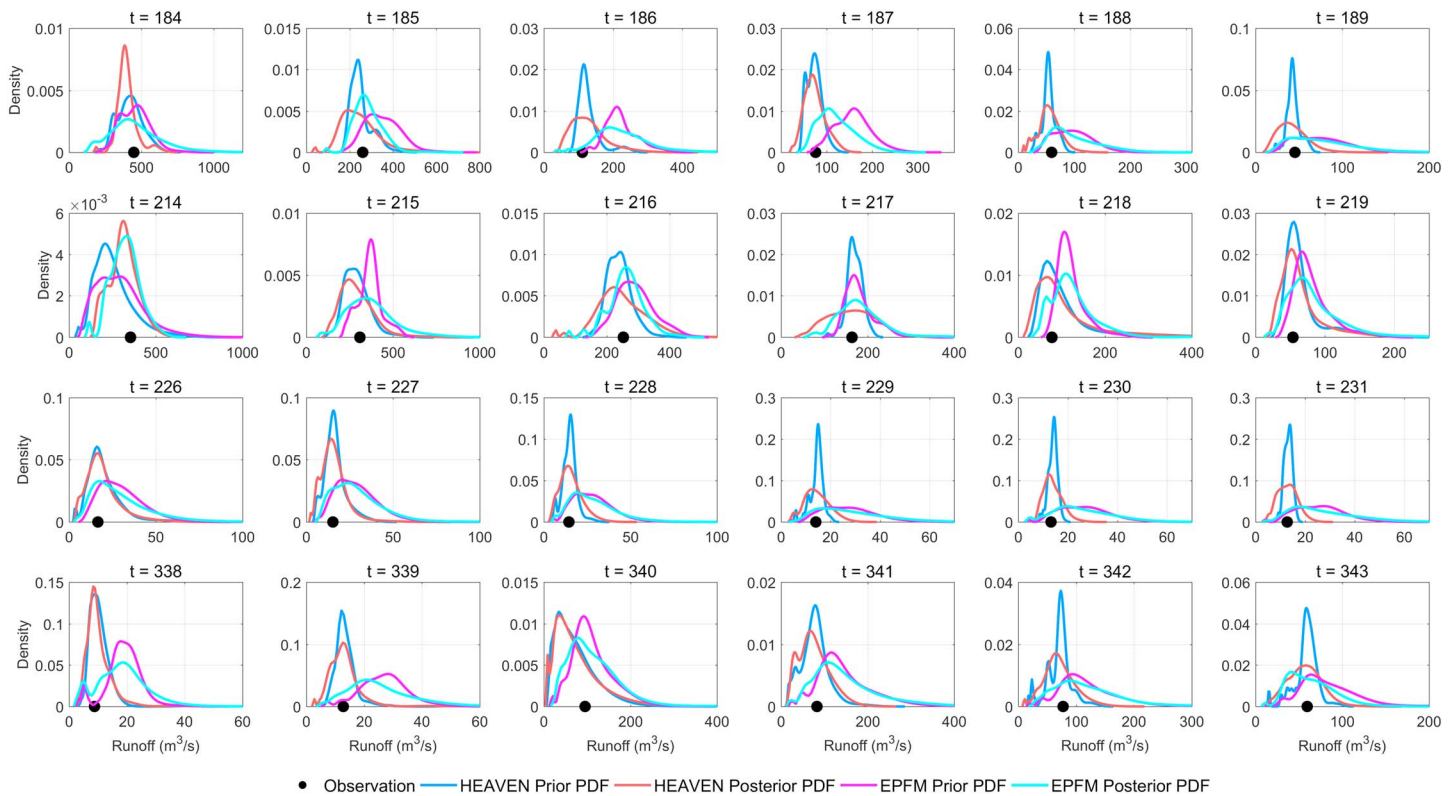 t = 184 t = 185 t = 186 t = 187 t = 188 t = 189
0.01 0.015 0.03 0.03 0.06 0.1
0.005 0.01 0.005 0.02 0.01 0.02 0.01 0.04 0.02 0.05
Density
0 0 0 0 0 0
0 500 1000 200 400 600 800 0 200 400 0 100 200 300 0 100 200 300 0 100 200
×10⁻³ t = 214 t = 215 t = 216 t = 217 t = 218 t = 219
6 0.01 0.015 0.03 0.02 0.03
4 2 0.005 0.01 0.005 0.02 0.01 0.01 0.02 0.01
Density
0 0 0 0 0 0
0 500 1000 0 500 1000 0 200 400 0 200 400 0 200 400 0 100 200
t = 226 t = 227 t = 228 t = 229 t = 230 t = 231
0.1 0.1 0.15 0.3 0.3 0.3
0.05 0.05 0.1 0.05 0.2 0.1 0.2 0.1 0.2 0.1
Density
0 0 0 0 0 0
0 50 100 0 50 100 0 50 100 0 20 40 60 0 20 40 60 0 20 40 60
t = 338 t = 339 t = 340 t = 341 t = 342 t = 343
0.15 0.2 0.015 0.02 0.04 0.06
0.1 0.05 0.1 0.01 0.005 0.01 0.02 0.04 0.02
Density
0 0 0 0 0 0
0 20 40 60 0 20 40 60 0 200 400 0 200 400 0 100 200 300 0 100 200
Runoff (m³/s) Runoff (m³/s) Runoff (m³/s) Runoff (m³/s) Runoff (m³/s) Runoff (m³/s)
Observation HEAVEN Prior PDF HEAVEN Posterior PDF EPFM Prior PDF EPFM Posterior PDF